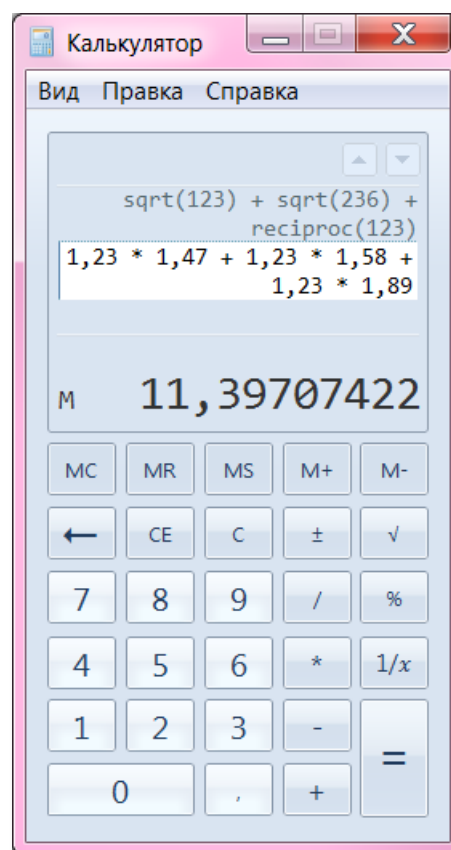 Калькулятор
Вид Правка Справка
sqrt(123) + sqrt(236) +
reciproc(123)
1,23 * 1,47 + 1,23 * 1,58 +
1,23 * 1,89
M 11,39707422
MC MR MS M+ M-
← CE C ± √
7 8 9 / %
4 5 6 * 1/x
1 2 3 - =
0 , +